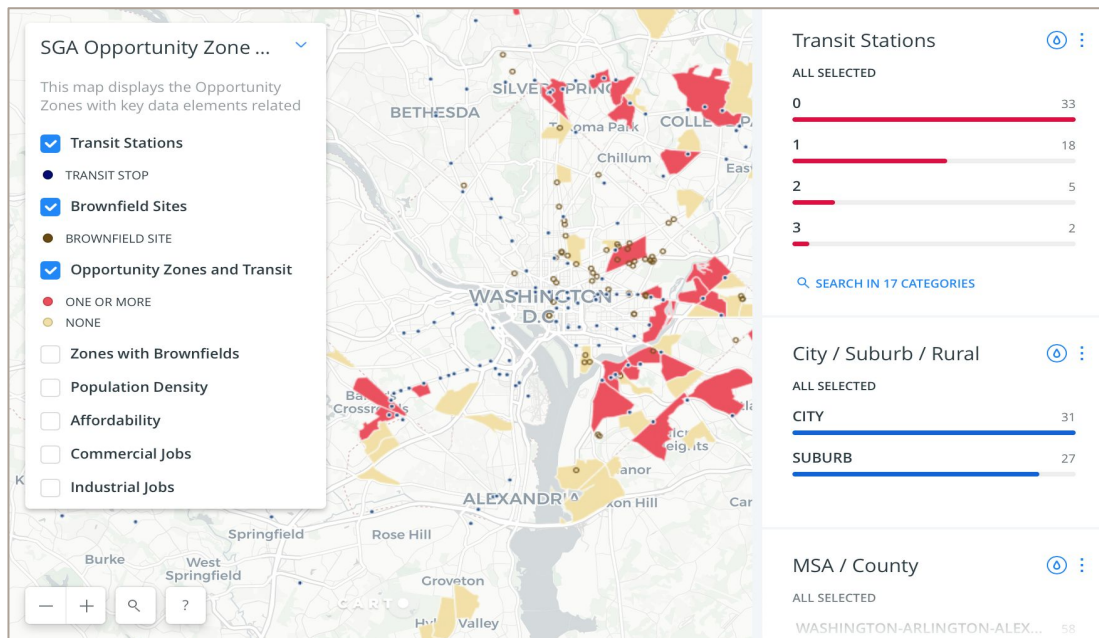 SGA Opportunity Zone ...
This map displays the Opportunity
Zones with key data elements related
Transit Stations
TRANSIT STOP
Brownfield Sites
BROWNFIELD SITE
Opportunity Zones and Transit
ONE OR MORE
NONE
Zones with Brownfields
Population Density
Affordability
Commercial Jobs
Industrial Jobs
SILVER SPRING
BETHESDA
Takoma Park
Chillum
WASHINGTON
D.C.
ALEXANDRIA
Springfield
Rose Hill
Burke
West
Springfield
Groveton
Valley
CARTO
?
Transit Stations
ALL SELECTED
0 33
1 18
2 5
3 2
SEARCH IN 17 CATEGORIES
City / Suburb / Rural
ALL SELECTED
CITY 31
SUBURB 27
MSA / County
ALL SELECTED
WASHINGTON-ARLINGTON-ALEX... 58